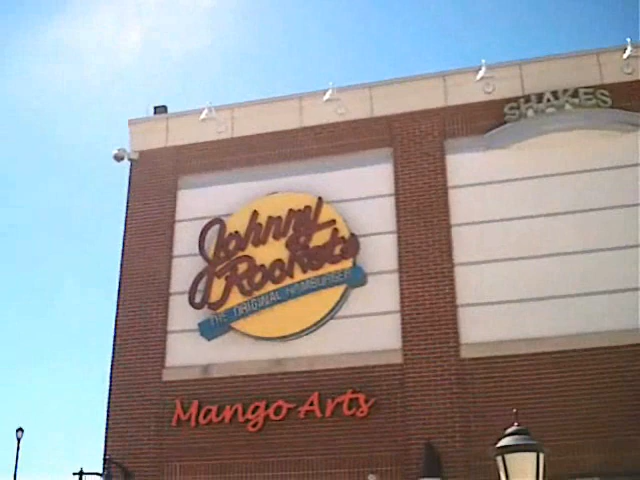 SHAKES
Johnny
Rockets
THE ORIGINAL HAMBURGER
Mango Arts